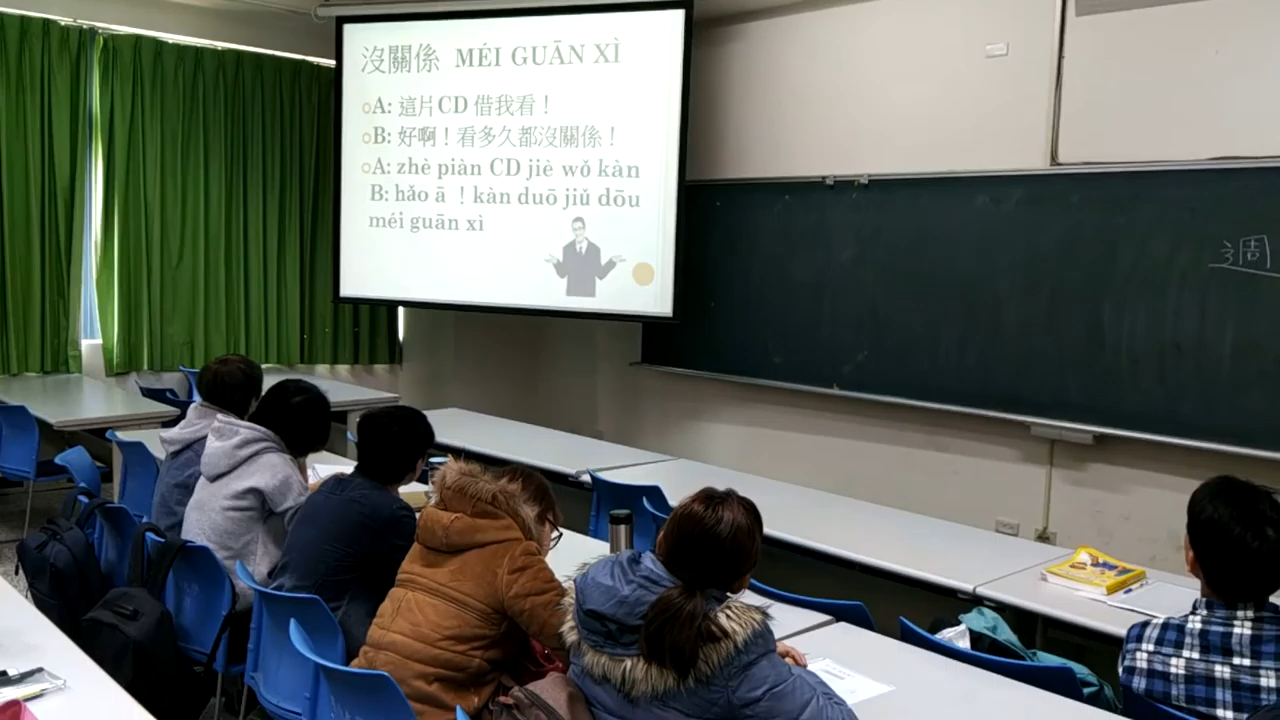 沒關係 MÉI GUĀN XÌ
A: 這片CD 借我看！
B: 好啊！看多久都沒關係！
A: zhè piàn CD jiè wǒ kàn
B: hǎo ā ！kàn duō jiǔ dōu
méi guān xì
週